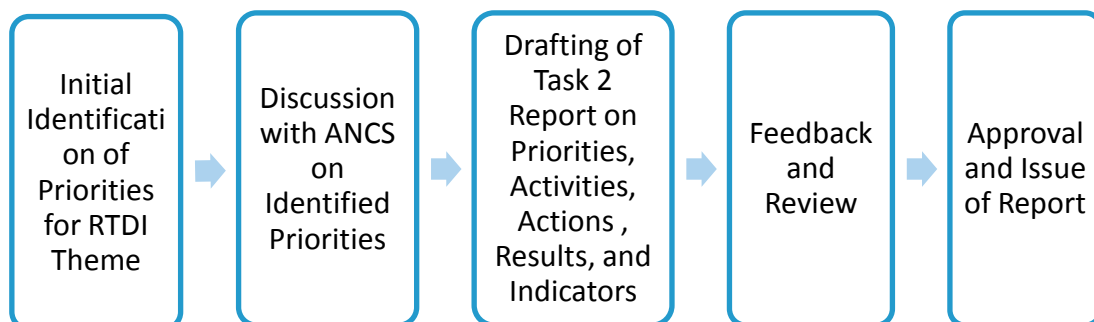 Initial
Identificati
on of
Priorities
for RTDI
Theme
Discussion
with ANCS
on
Identified
Priorities
Drafting of
Task 2
Report on
Priorities,
Activities,
Actions ,
Results, and
Indicators
Feedback
and
Review
Approval
and Issue
of Report